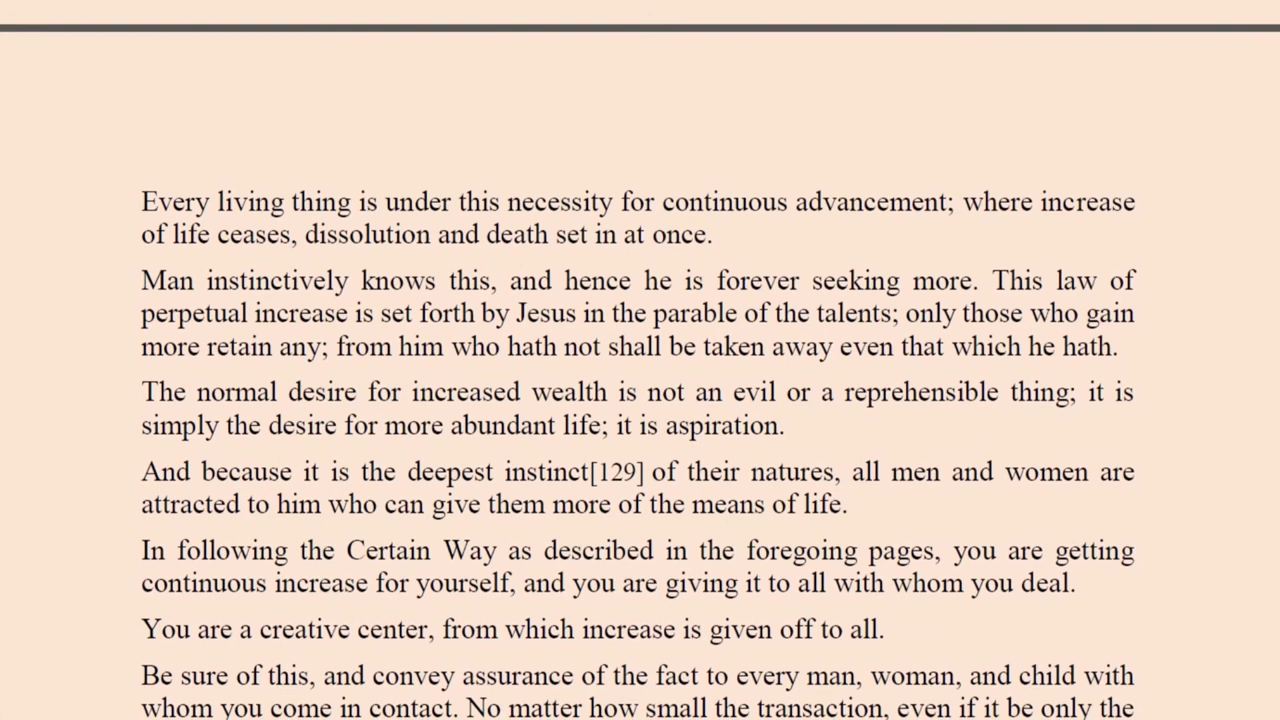 Every living thing is under this necessity for continuous advancement; where increase
of life ceases, dissolution and death set in at once.
Man instinctively knows this, and hence he is forever seeking more. This law of
perpetual increase is set forth by Jesus in the parable of the talents; only those who gain
more retain any; from him who hath not shall be taken away even that which he hath.
The normal desire for increased wealth is not an evil or a reprehensible thing; it is
simply the desire for more abundant life; it is aspiration.
And because it is the deepest instinct[129] of their natures, all men and women are
attracted to him who can give them more of the means of life.
In following the Certain Way as described in the foregoing pages, you are getting
continuous increase for yourself, and you are giving it to all with whom you deal.
You are a creative center, from which increase is given off to all.
Be sure of this, and convey assurance of the fact to every man, woman, and child with
whom you come in contact. No matter how small the transaction, even if it be only the